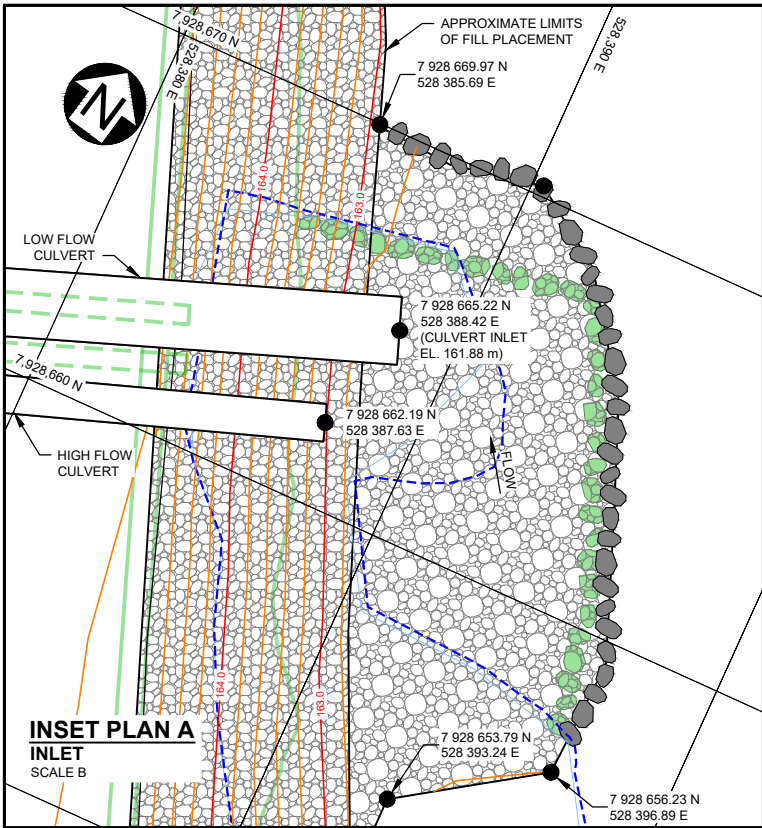 7,928,670 N
528,380 E
APPROXIMATE LIMITS
OF FILL PLACEMENT
528,390 E
7 928 669.97 N
528 385.69 E
N
164.0
163.0
LOW FLOW
CULVERT
7 928 665.22 N
528 388.42 E
(CULVERT INLET
EL. 161.88 m)
7,928,660 N
7 928 662.19 N
528 387.63 E
HIGH FLOW
CULVERT
FLOW
164.0
163.0
INSET PLAN A
INLET
SCALE B
7 928 653.79 N
528 393.24 E
7 928 656.23 N
528 396.89 E